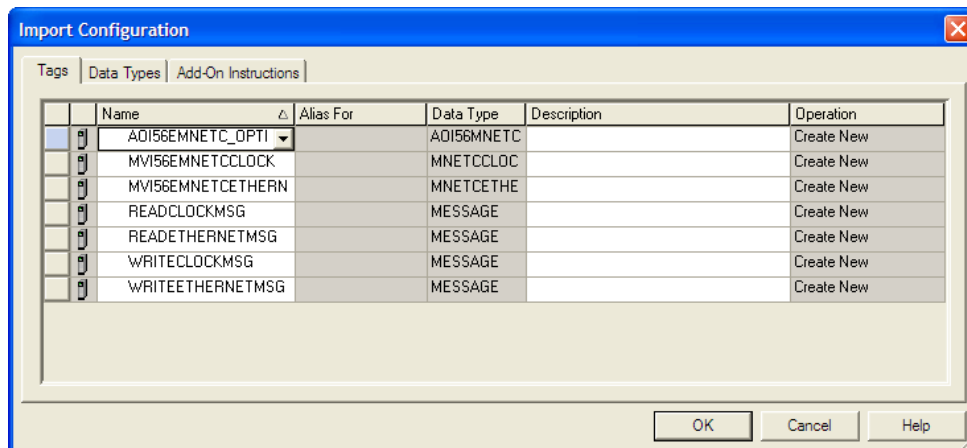 Import Configuration
Tags Data Types Add-On Instructions
Name Alias For Data Type Description Operation
AOI56EMNETC_OPTI AOI56MNETC Create New
MVI56EMNETCCLOCK MNETCCLOC Create New
MVI56EMNETCETHERN MNETCETHE Create New
READCLOCKMSG MESSAGE Create New
READETHERNETMSG MESSAGE Create New
WRITECLOCKMSG MESSAGE Create New
WRITEETHERNETMSG MESSAGE Create New
OK Cancel Help